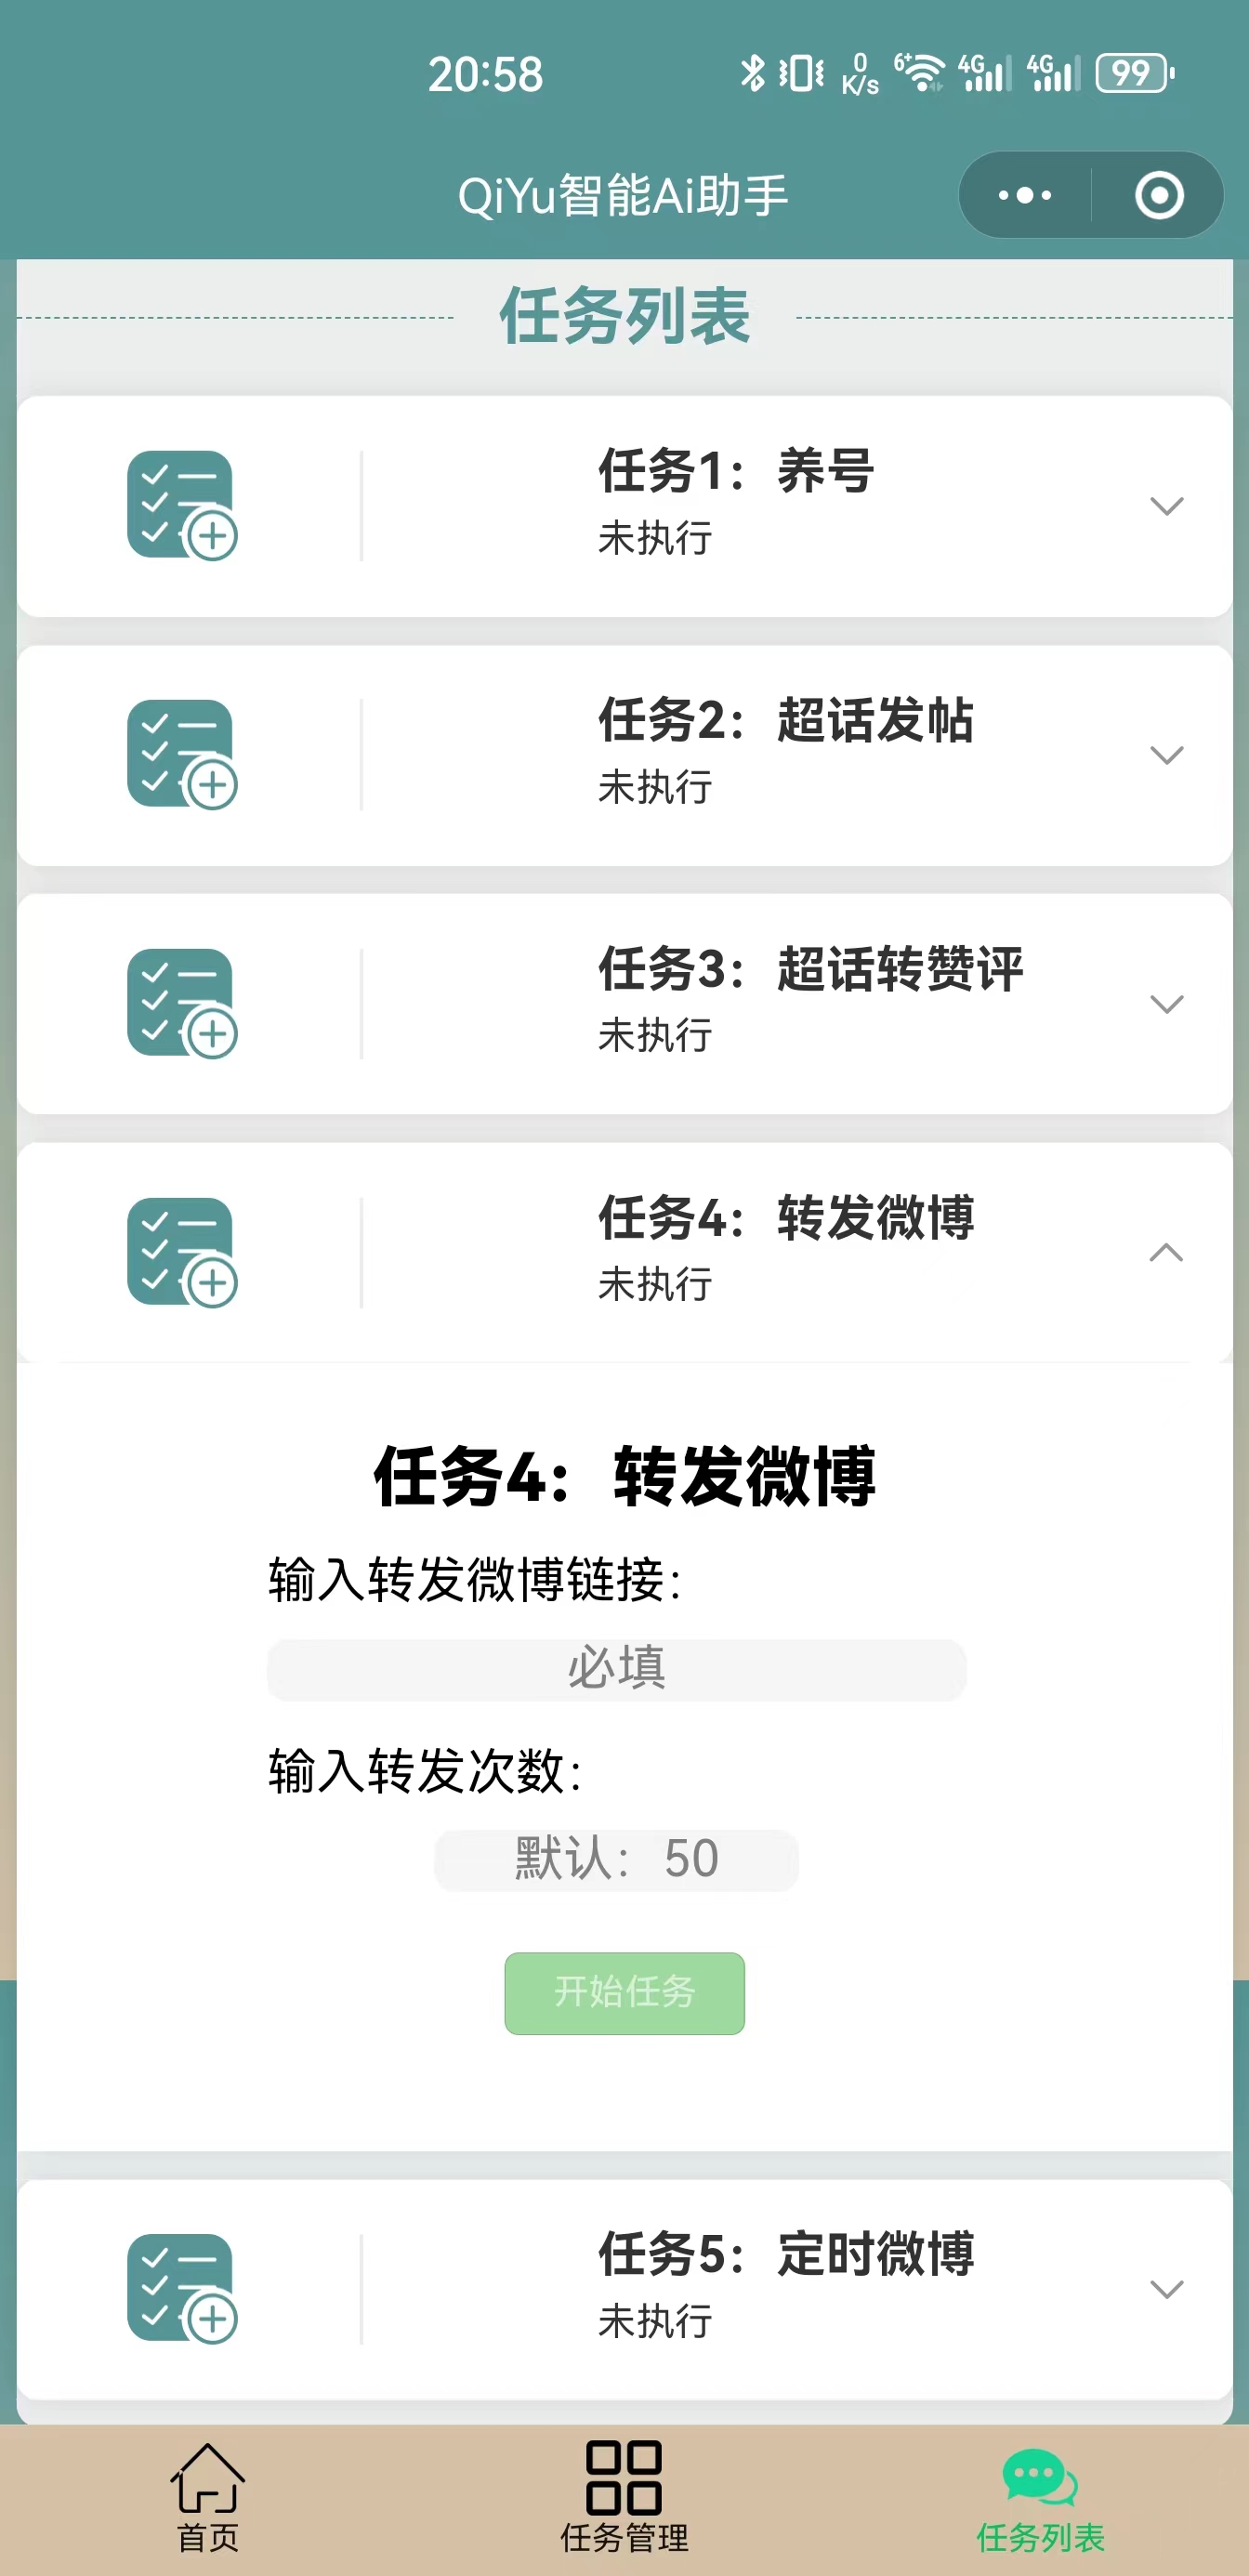 20:58
0 K/s
6+
4G
4G
99
QiYu智能Ai助手
任务列表
任务1：养号
未执行
任务2：超话发帖
未执行
任务3：超话转赞评
未执行
任务4：转发微博
未执行
任务4：转发微博
输入转发微博链接：
必填
输入转发次数：
默认：50
开始任务
任务5：定时微博
未执行
首页
任务管理
任务列表